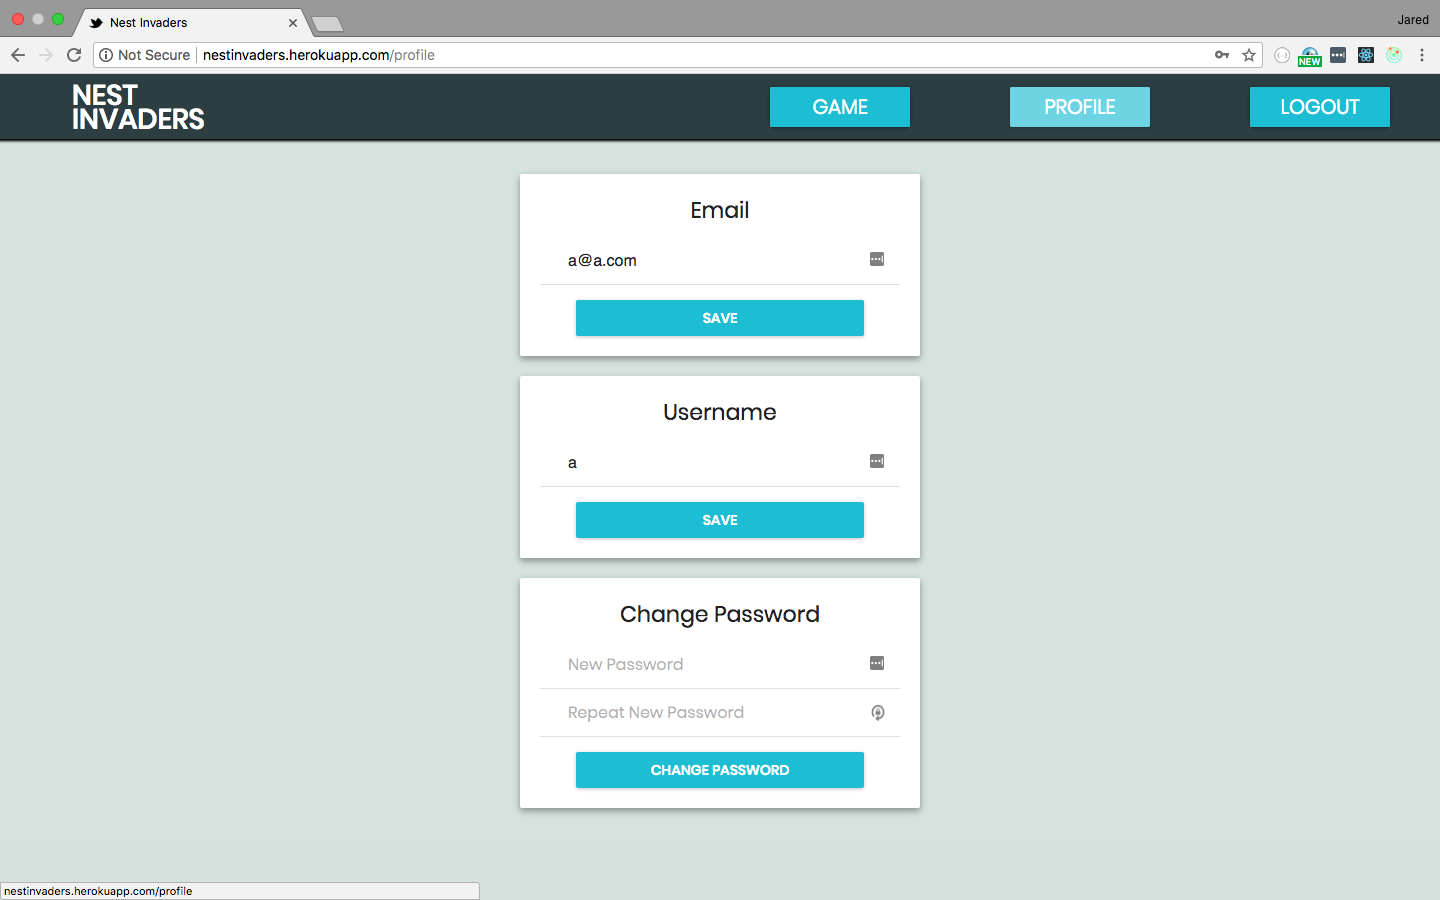 Nest Invaders
Jared
Not Secure
nestinvaders.herokuapp.com/profile
NEW
NEST
INVADERS
GAME
PROFILE
LOGOUT
Email
a@a.com
SAVE
Username
a
SAVE
Change Password
New Password
Repeat New Password
CHANGE PASSWORD
nestinvaders.herokuapp.com/profile